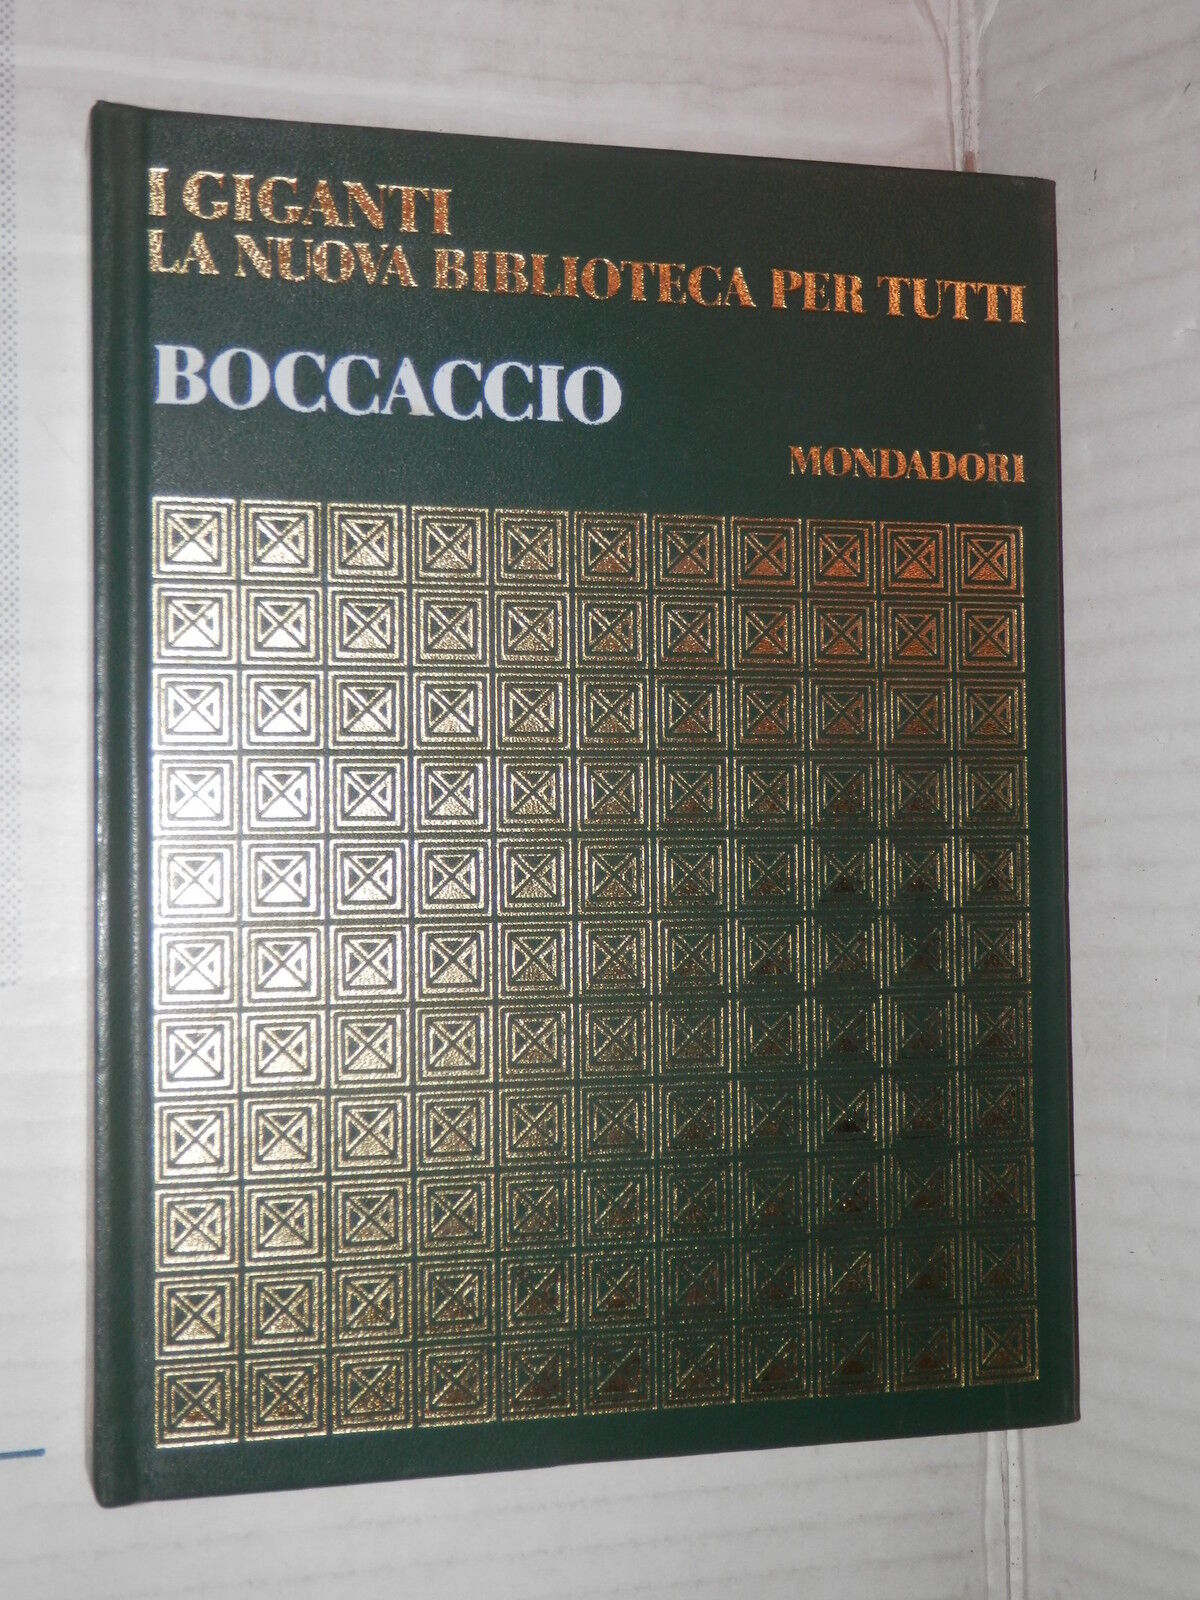 I GIGANTI
LA NUOVA BIBLIOTECA PER TUTTI
BOCCACCIO
MONDADORI